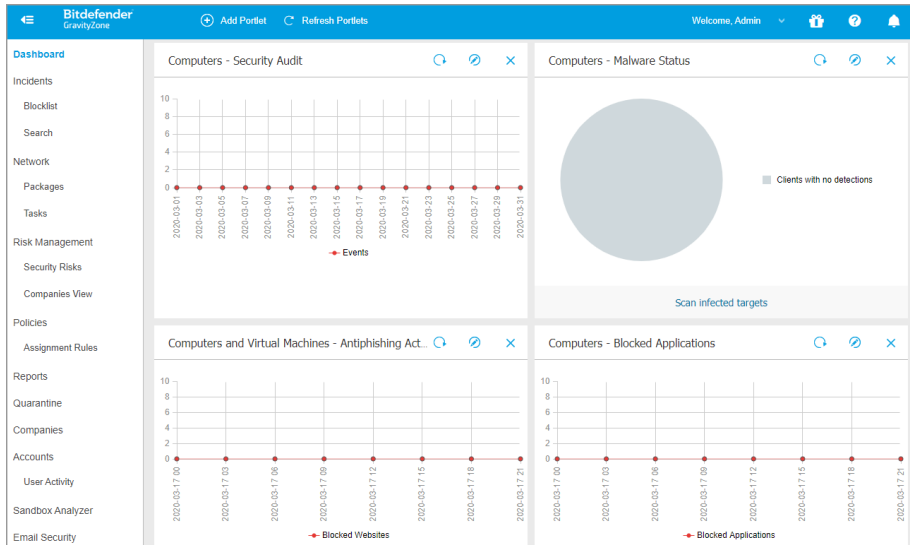 Bitdefender
GravityZone
Add Portlet
Refresh Portlets
Welcome, Admin
Dashboard
Incidents
Blocklist
Search
Network
Packages
Tasks
Risk Management
Security Risks
Companies View
Policies
Assignment Rules
Reports
Quarantine
Companies
Accounts
User Activity
Sandbox Analyzer
Email Security
Computers - Security Audit
10
8
6
4
2
0
2020-03-01
2020-03-03
2020-03-05
2020-03-07
2020-03-09
2020-03-11
2020-03-13
2020-03-15
2020-03-17
2020-03-19
2020-03-21
2020-03-23
2020-03-25
2020-03-27
2020-03-29
2020-03-31
Events
Computers - Malware Status
Clients with no detections
Scan infected targets
Computers and Virtual Machines - Antiphishing Act...
10
8
6
4
2
0
2020-03-17 00
2020-03-17 03
2020-03-17 06
2020-03-17 09
2020-03-17 12
2020-03-17 15
2020-03-17 18
2020-03-17 21
Blocked Websites
Computers - Blocked Applications
10
8
6
4
2
0
2020-03-17 00
2020-03-17 03
2020-03-17 06
2020-03-17 09
2020-03-17 12
2020-03-17 15
2020-03-17 18
2020-03-17 21
Blocked Applications